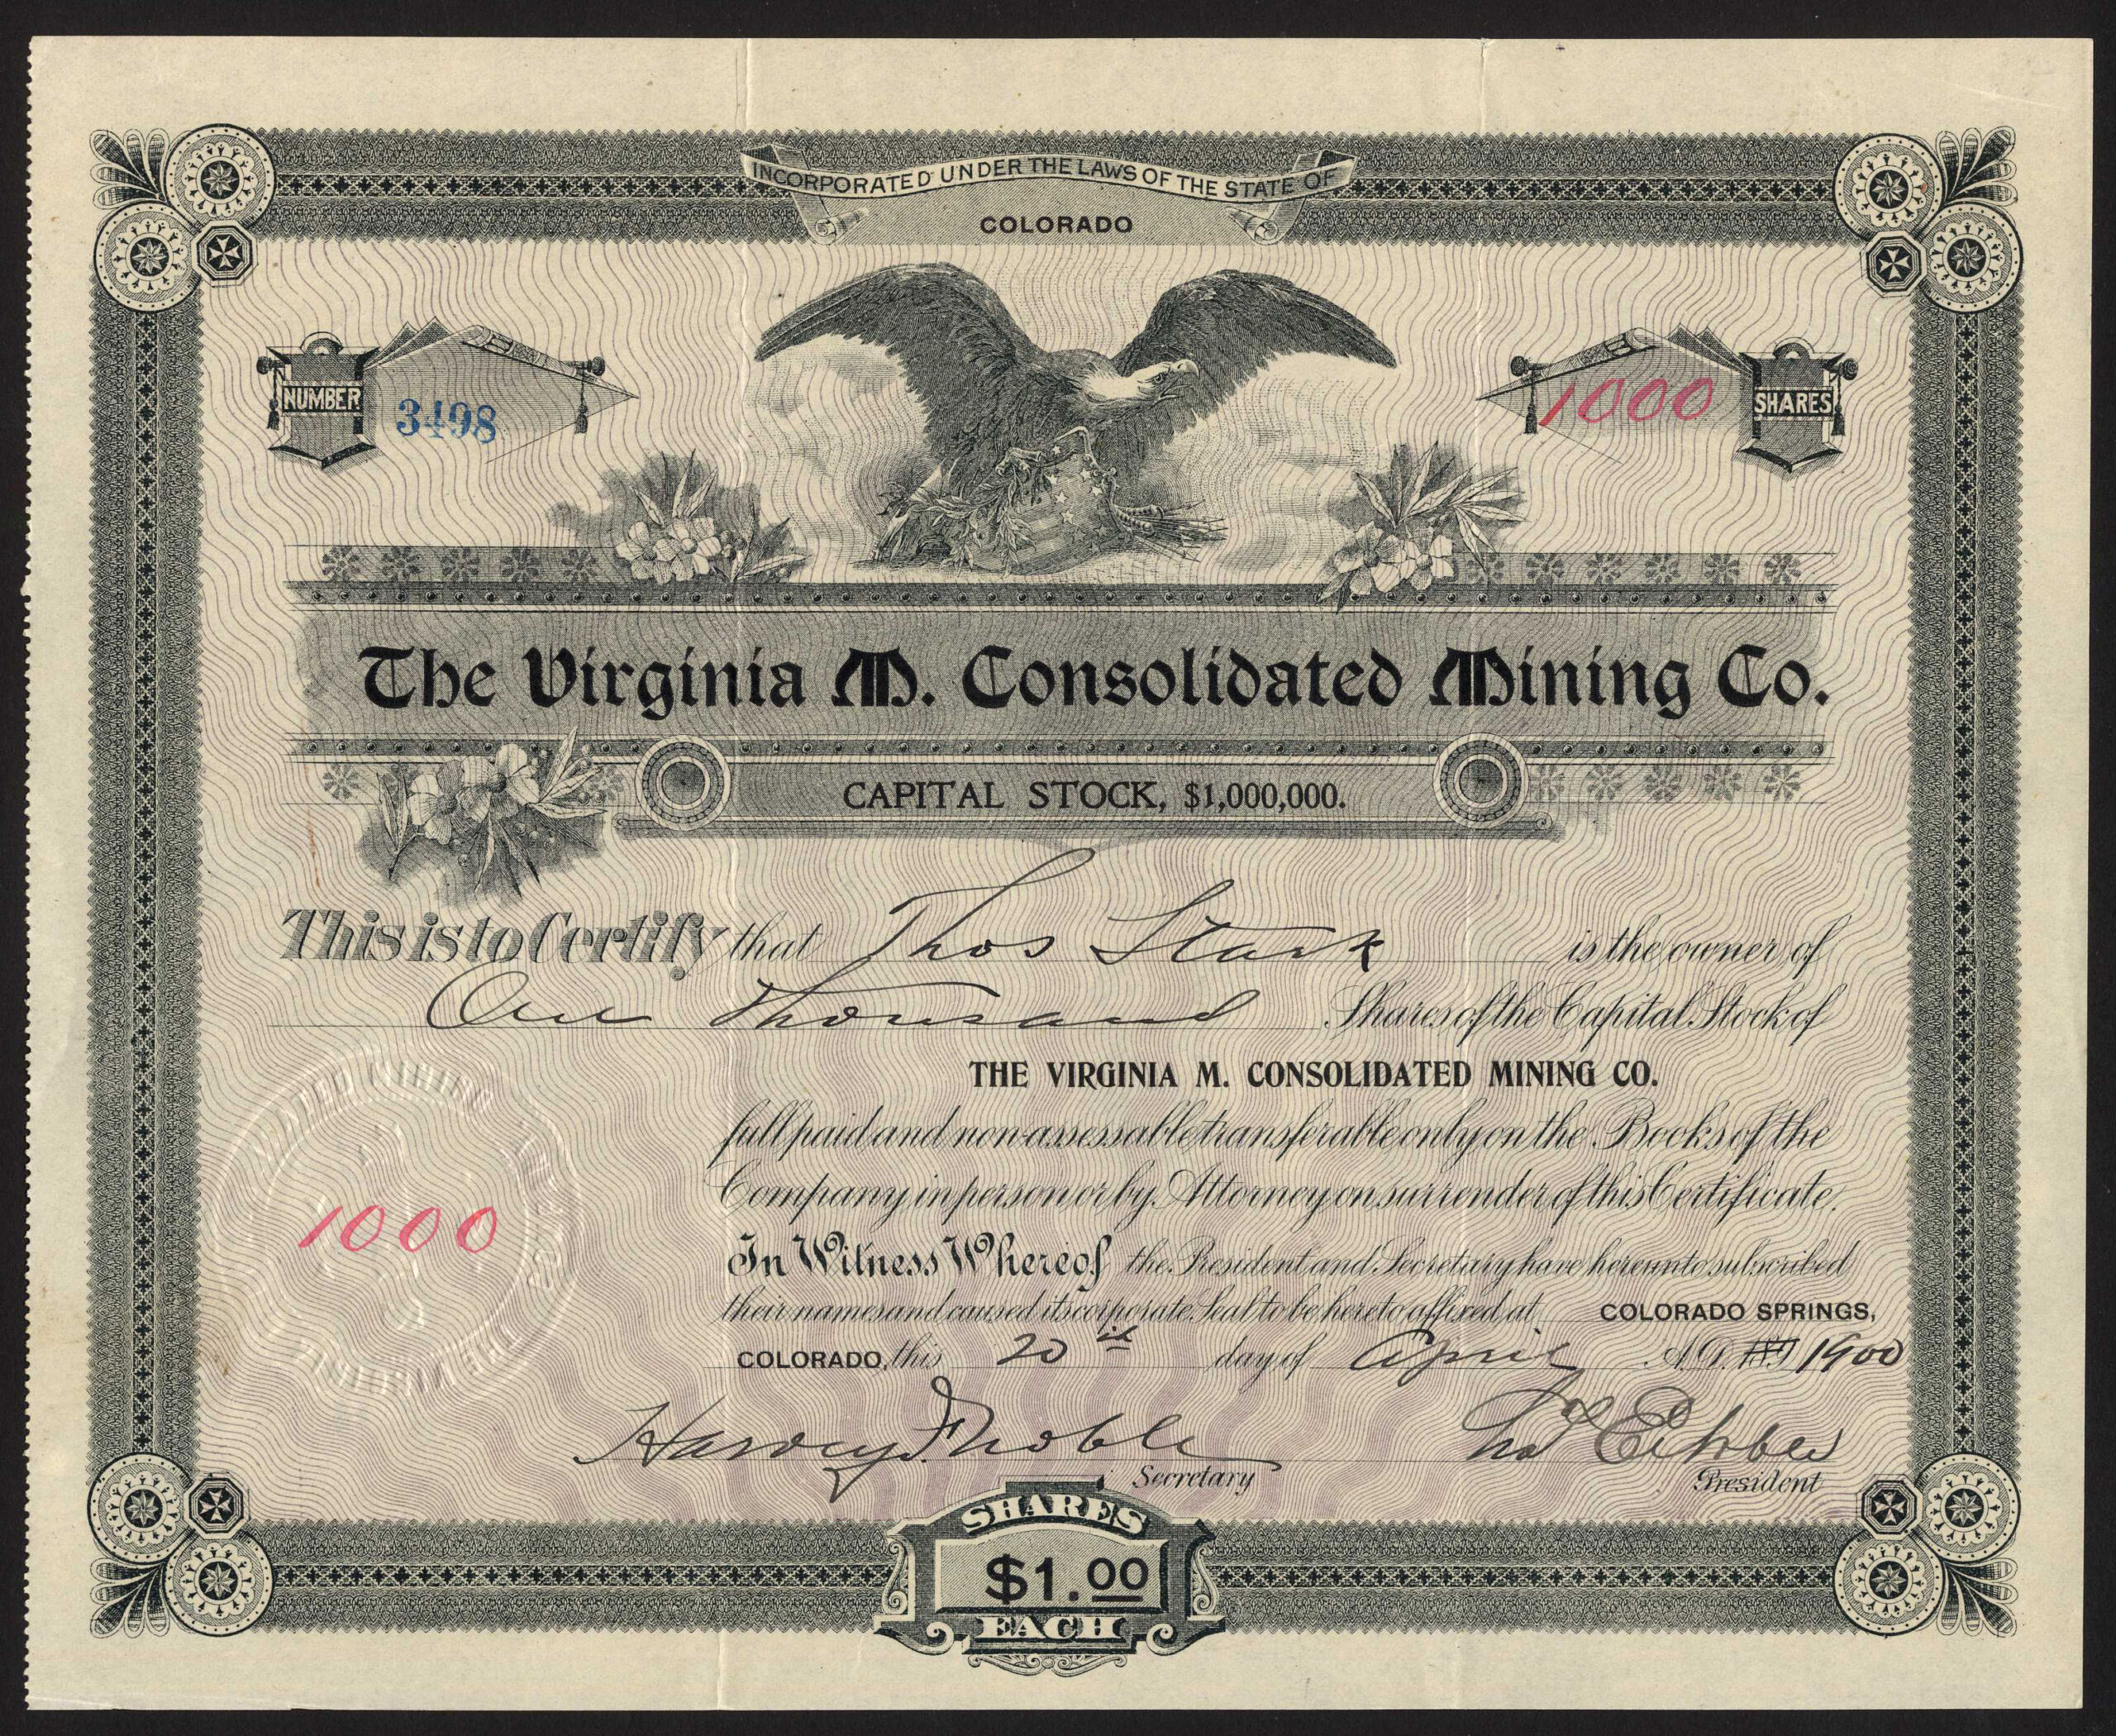 INCORPORATED UNDER THE LAWS OF THE STATE OF
COLORADO
NUMBER 3498
1000 SHARES
The Virginia M. Consolidated Mining Co.
CAPITAL STOCK, $1,000,000.
This is to Certify that Thos Stark is the owner of
One Thousand Shares of the Capital Stock of
THE VIRGINIA M. CONSOLIDATED MINING CO.
full paid and non-assessable transferable only on the Books of the
Company in person or by Attorney on surrender of this Certificate.
1000
In Witness Whereof the President and Secretary have hereunto subscribed
their names and caused its corporate Seal to be hereto affixed at COLORADO SPRINGS,
COLORADO, this 20th day of April A.D. 1900
Harvey J. Noble
Secretary President
SHARES
$1.00
EACH